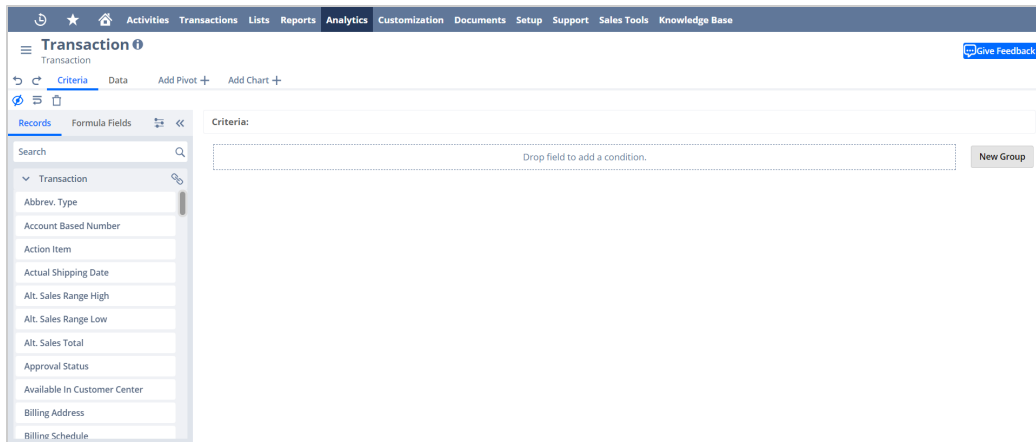 Activities Transactions Lists Reports Analytics Customization Documents Setup Support Sales Tools Knowledge Base
Transaction
Transaction
Give Feedback
Criteria Data Add Pivot Add Chart
Records Formula Fields
Criteria:
Search
Drop field to add a condition.
New Group
Transaction
Abbrev. Type
Account Based Number
Action Item
Actual Shipping Date
Alt. Sales Range High
Alt. Sales Range Low
Alt. Sales Total
Approval Status
Available In Customer Center
Billing Address
Billing Schedule